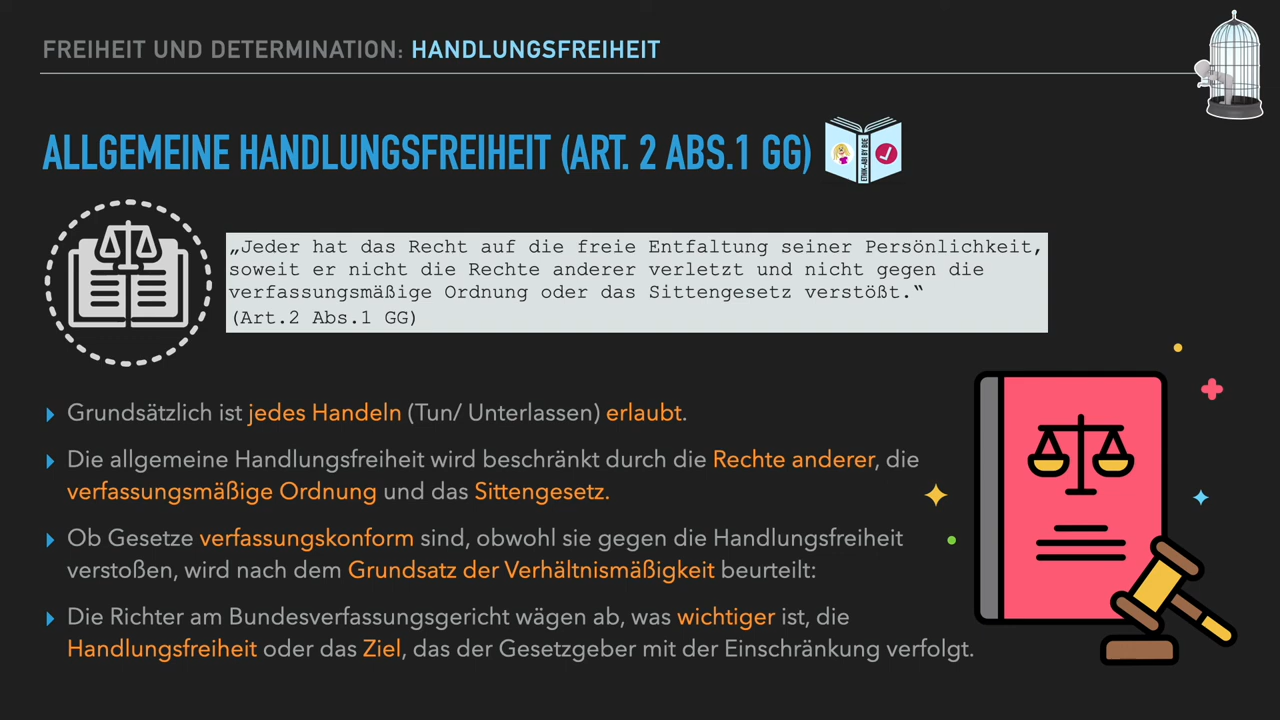 FREIHEIT UND DETERMINATION: HANDLUNGSFREIHEIT
ALLGEMEINE HANDLUNGSFREIHEIT (ART. 2 ABS.1 GG)
ETHIK-ABI BY BOE
„Jeder hat das Recht auf die freie Entfaltung seiner Persönlichkeit,
soweit er nicht die Rechte anderer verletzt und nicht gegen die
verfassungsmäßige Ordnung oder das Sittengesetz verstößt.“
(Art.2 Abs.1 GG)
Grundsätzlich ist jedes Handeln (Tun/ Unterlassen) erlaubt.
Die allgemeine Handlungsfreiheit wird beschränkt durch die Rechte anderer, die
verfassungsmäßige Ordnung und das Sittengesetz.
Ob Gesetze verfassungskonform sind, obwohl sie gegen die Handlungsfreiheit
verstoßen, wird nach dem Grundsatz der Verhältnismäßigkeit beurteilt:
Die Richter am Bundesverfassungsgericht wägen ab, was wichtiger ist, die
Handlungsfreiheit oder das Ziel, das der Gesetzgeber mit der Einschränkung verfolgt.